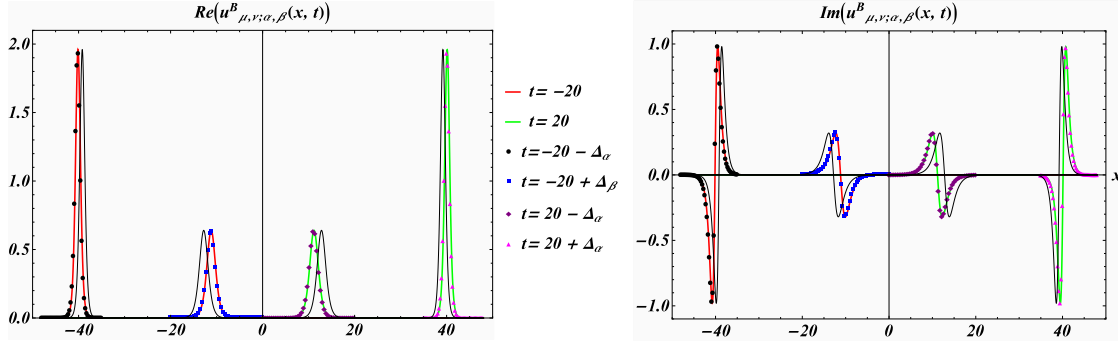 Re(u^B_{μ,ν;α,β}(x, t))
2.0
1.5
1.0
0.5
0.0
−40 −20 0 20 40
t = −20
t = 20
t = −20 − Δ_α
t = −20 + Δ_β
t = 20 − Δ_α
t = 20 + Δ_α
Im(u^B_{μ,ν;α,β}(x, t))
1.0
0.5
0.0
−0.5
−1.0
x
−40 −20 0 20 40